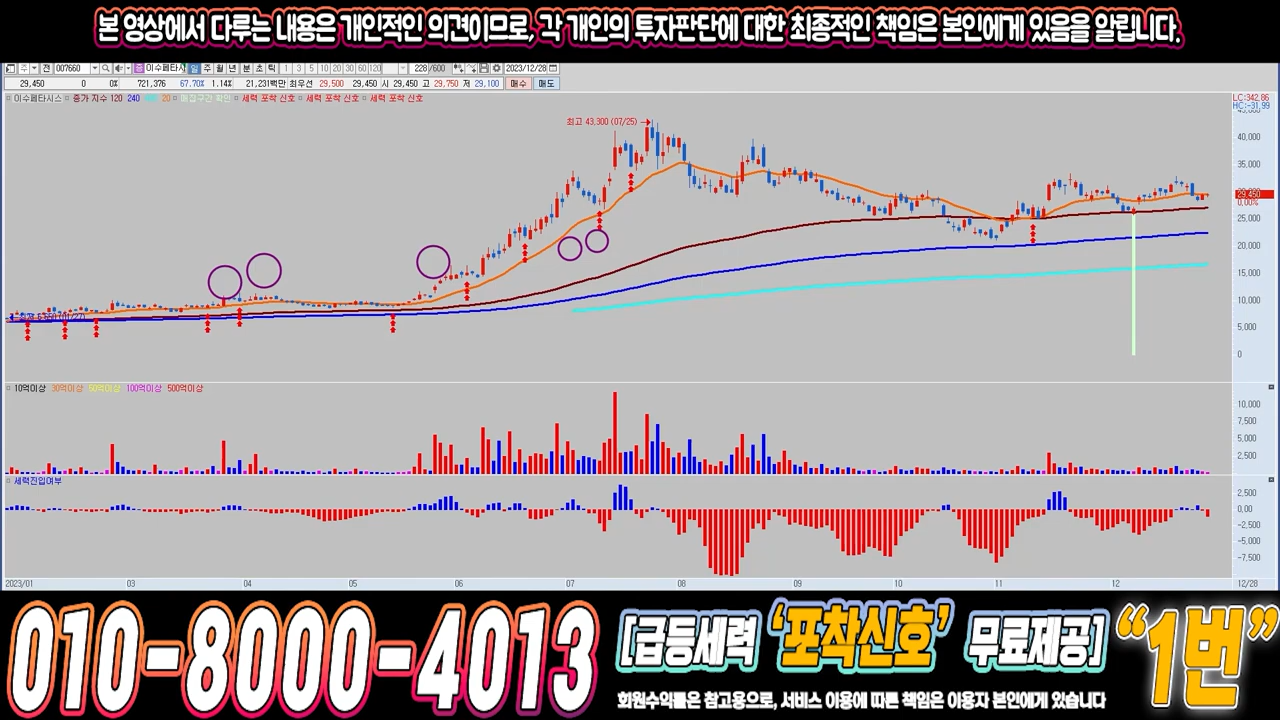 본 영상에서 다루는 내용은 개인적인 의견이므로, 각 개인의 투자판단에 대한 최종적인 책임은 본인에게 있음을 알립니다.
주 전 007660 이수페타시 일 주 월 년 분 초 틱 1 3 5 10 20 30 60 120 228 /600 2023/12/28
29,450 0 0% 721,376 67.70% 1.14% 21,231백만 최우선 29,500 29,450 시 29,450 고 29,750 저 29,100 매수 매도
이수페타시스 종가 지수 120 240 20 매집구간 확인 세력 포착 신호 세력 포착 신호 세력 포착 신호
LC:342,86
HC:-31,99
최고 43,300 (07/25)
40,000
35,000
29,450
0,00%
25,000
20,000
15,000
10,000
5,000
0
10억이상 30억이상 50억이상 100억이상 500억이상
10,000
7,500
5,000
2,500
세력진입여부
2,500
0,00
-2,500
-5,000
-7,500
2023/01 03 04 05 06 07 08 09 10 11 12 12/28
010-8000-4013 [급등세력 '포착신호' 무료제공] "1번"
회원수익률은 참고용으로, 서비스 이용에 따른 책임은 이용자 본인에게 있습니다